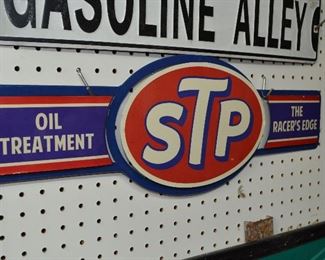 GASOLINE ALLEY
OIL
TREATMENT
STP
THE
RACER'S EDGE